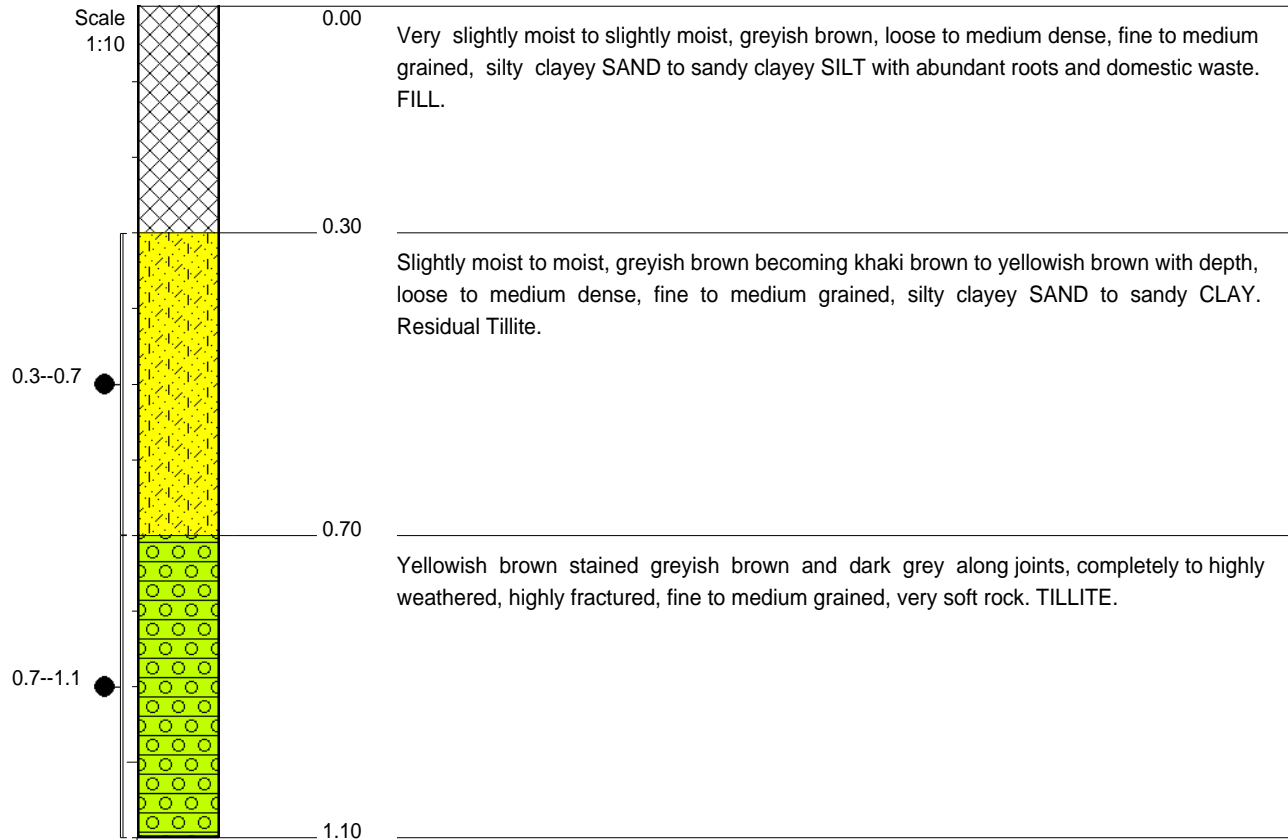 Scale
1:10
0.00
Very slightly moist to slightly moist, greyish brown, loose to medium dense, fine to medium
grained, silty clayey SAND to sandy clayey SILT with abundant roots and domestic waste.
FILL.
0.30
Slightly moist to moist, greyish brown becoming khaki brown to yellowish brown with depth,
loose to medium dense, fine to medium grained, silty clayey SAND to sandy CLAY.
Residual Tillite.
0.3--0.7
0.70
Yellowish brown stained greyish brown and dark grey along joints, completely to highly
weathered, highly fractured, fine to medium grained, very soft rock. TILLITE.
0.7--1.1
1.10